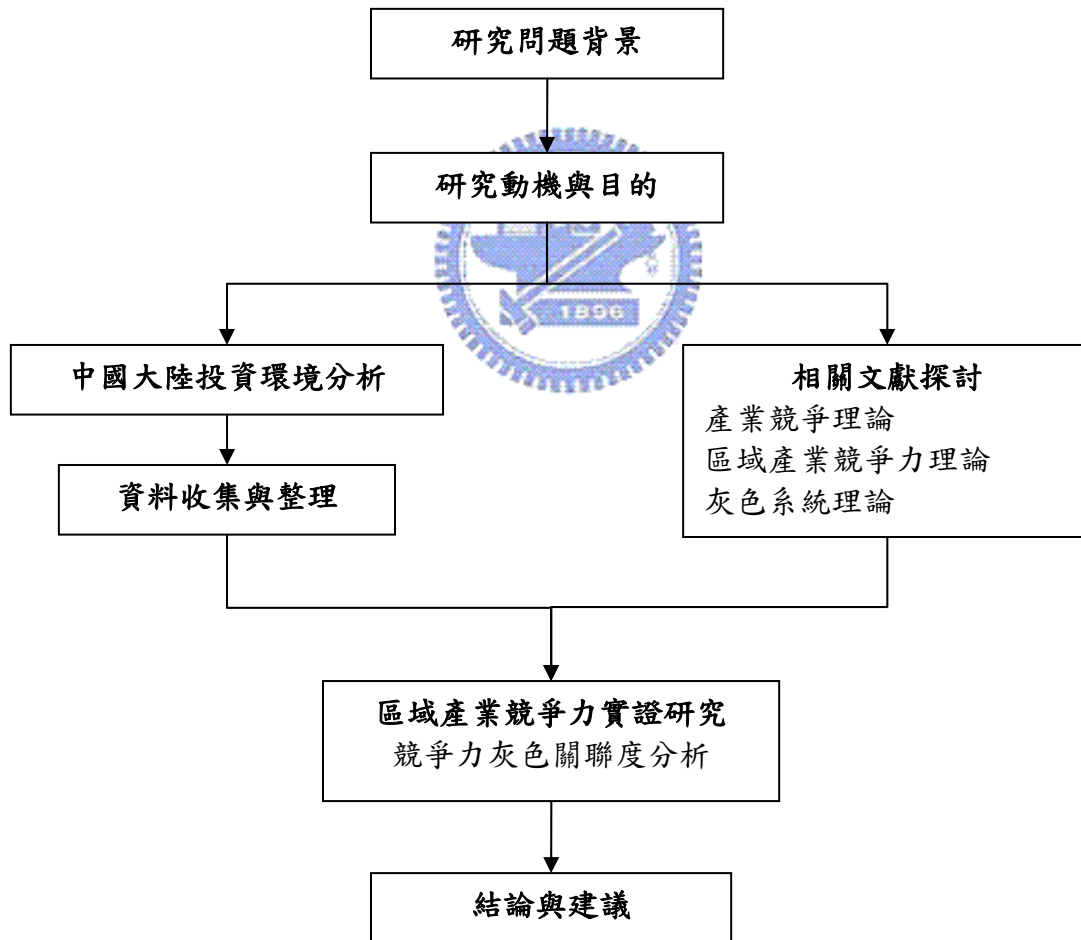 研究問題背景
研究動機與目的
1896
中國大陸投資環境分析
資料收集與整理
相關文獻探討
產業競爭理論
區域產業競爭力理論
灰色系統理論
區域產業競爭力實證研究
競爭力灰色關聯度分析
結論與建議